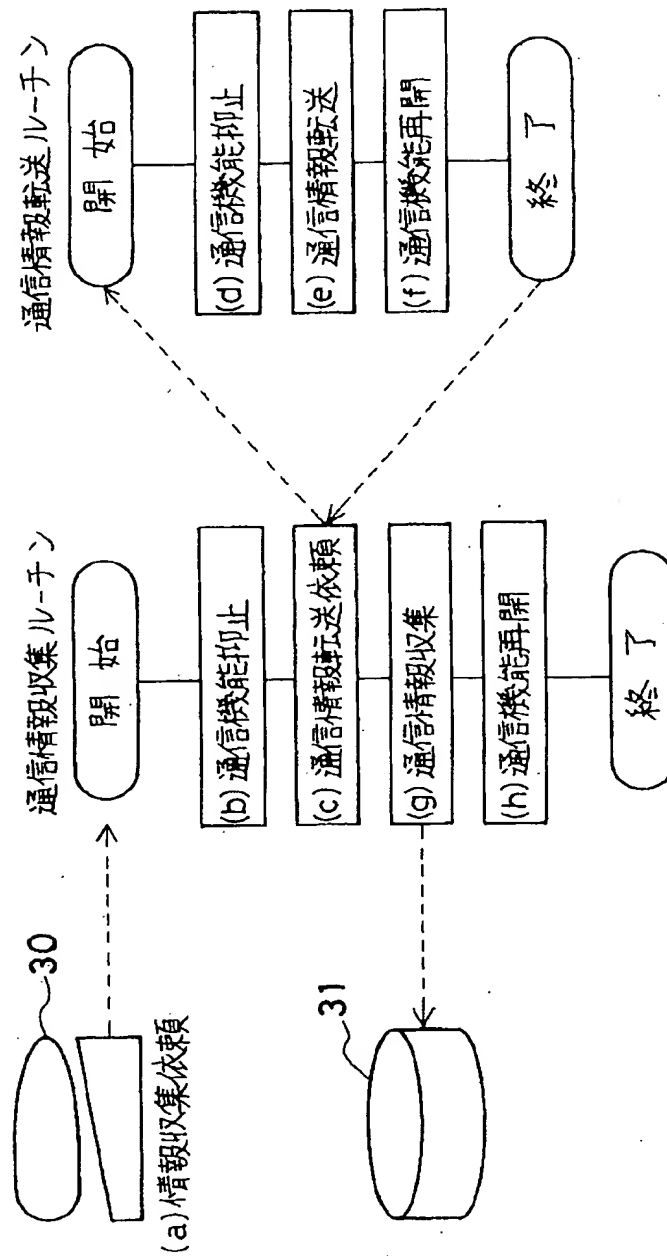 30
(a)情報収集依頼
31
通信情報収集ルーチン
開始
(b)通信機能抑止
(c)通信情報転送依頼
(g)通信情報収集
(h)通信機能再開
終了
通信情報転送ルーチン
開始
(d)通信機能抑止
(e)通信情報転送
(f)通信機能再開
終了